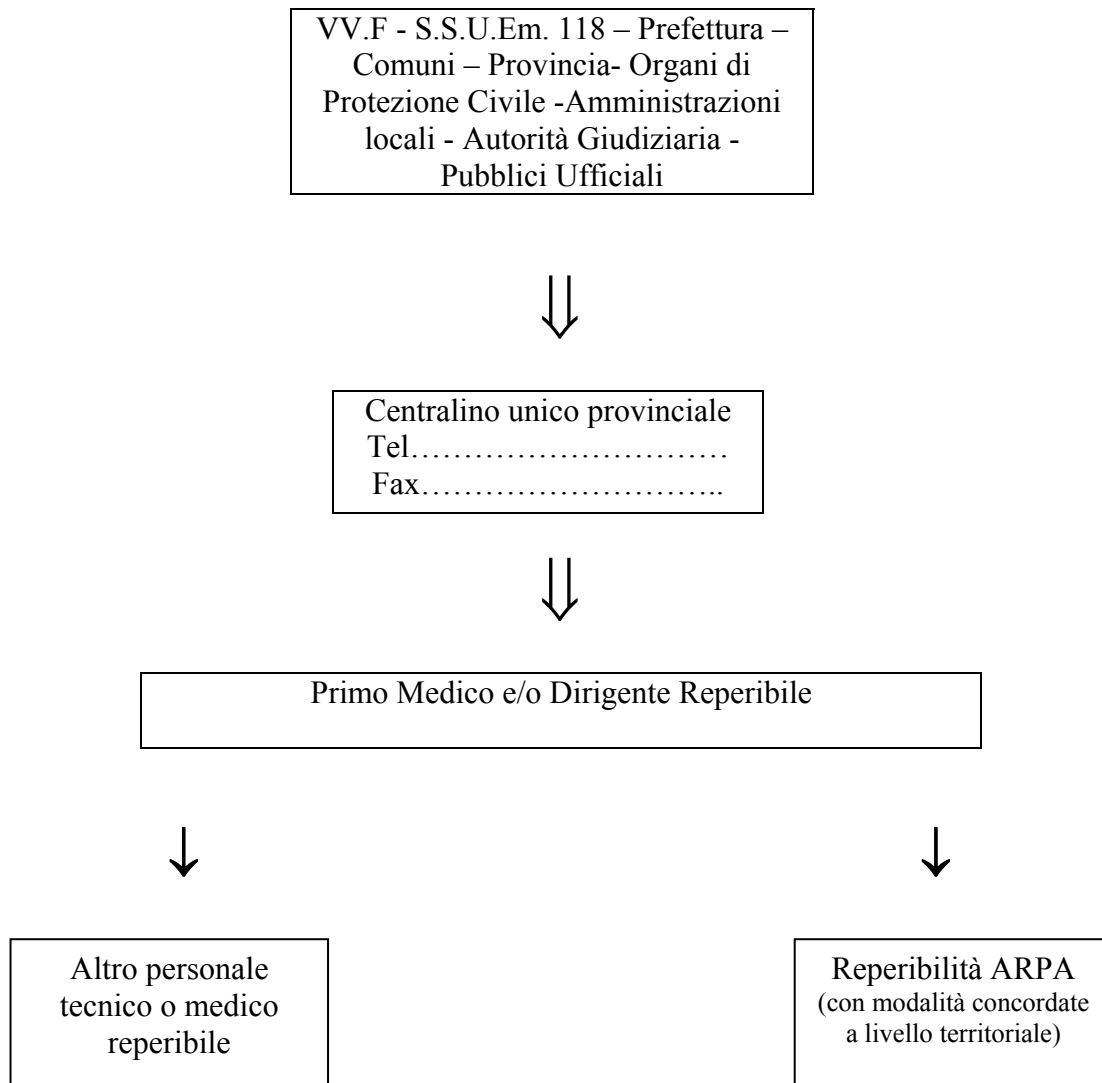 VV.F - S.S.U.Em. 118 – Prefettura –
Comuni – Provincia- Organi di
Protezione Civile -Amministrazioni
locali - Autorità Giudiziaria -
Pubblici Ufficiali
⇓
Centralino unico provinciale
Tel…………………………
Fax………………………..
⇓
Primo Medico e/o Dirigente Reperibile
↓ ↓
Altro personale
tecnico o medico
reperibile
Reperibilità ARPA
(con modalità concordate
a livello territoriale)